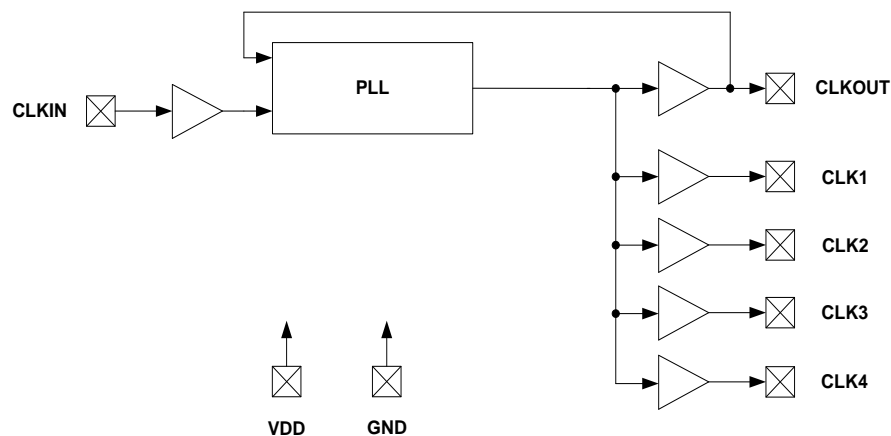 PLL
CLKIN
CLKOUT
CLK1
CLK2
CLK3
CLK4
VDD
GND